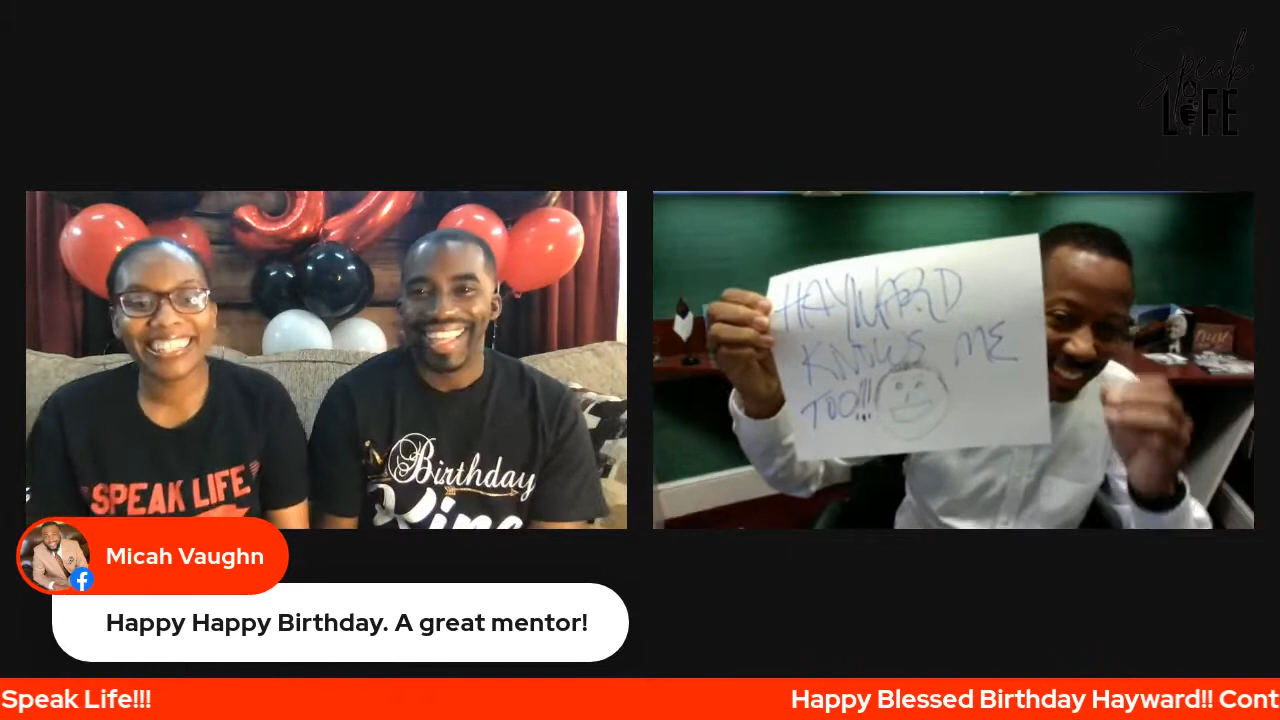 Speak
LIFE
HAYWARD
KNOWS ME
TOO!!!
SPEAK LIFE
Birthday
King
Micah Vaughn
Happy Happy Birthday. A great mentor!
Speak Life!!!
Happy Blessed Birthday Hayward!! Cont